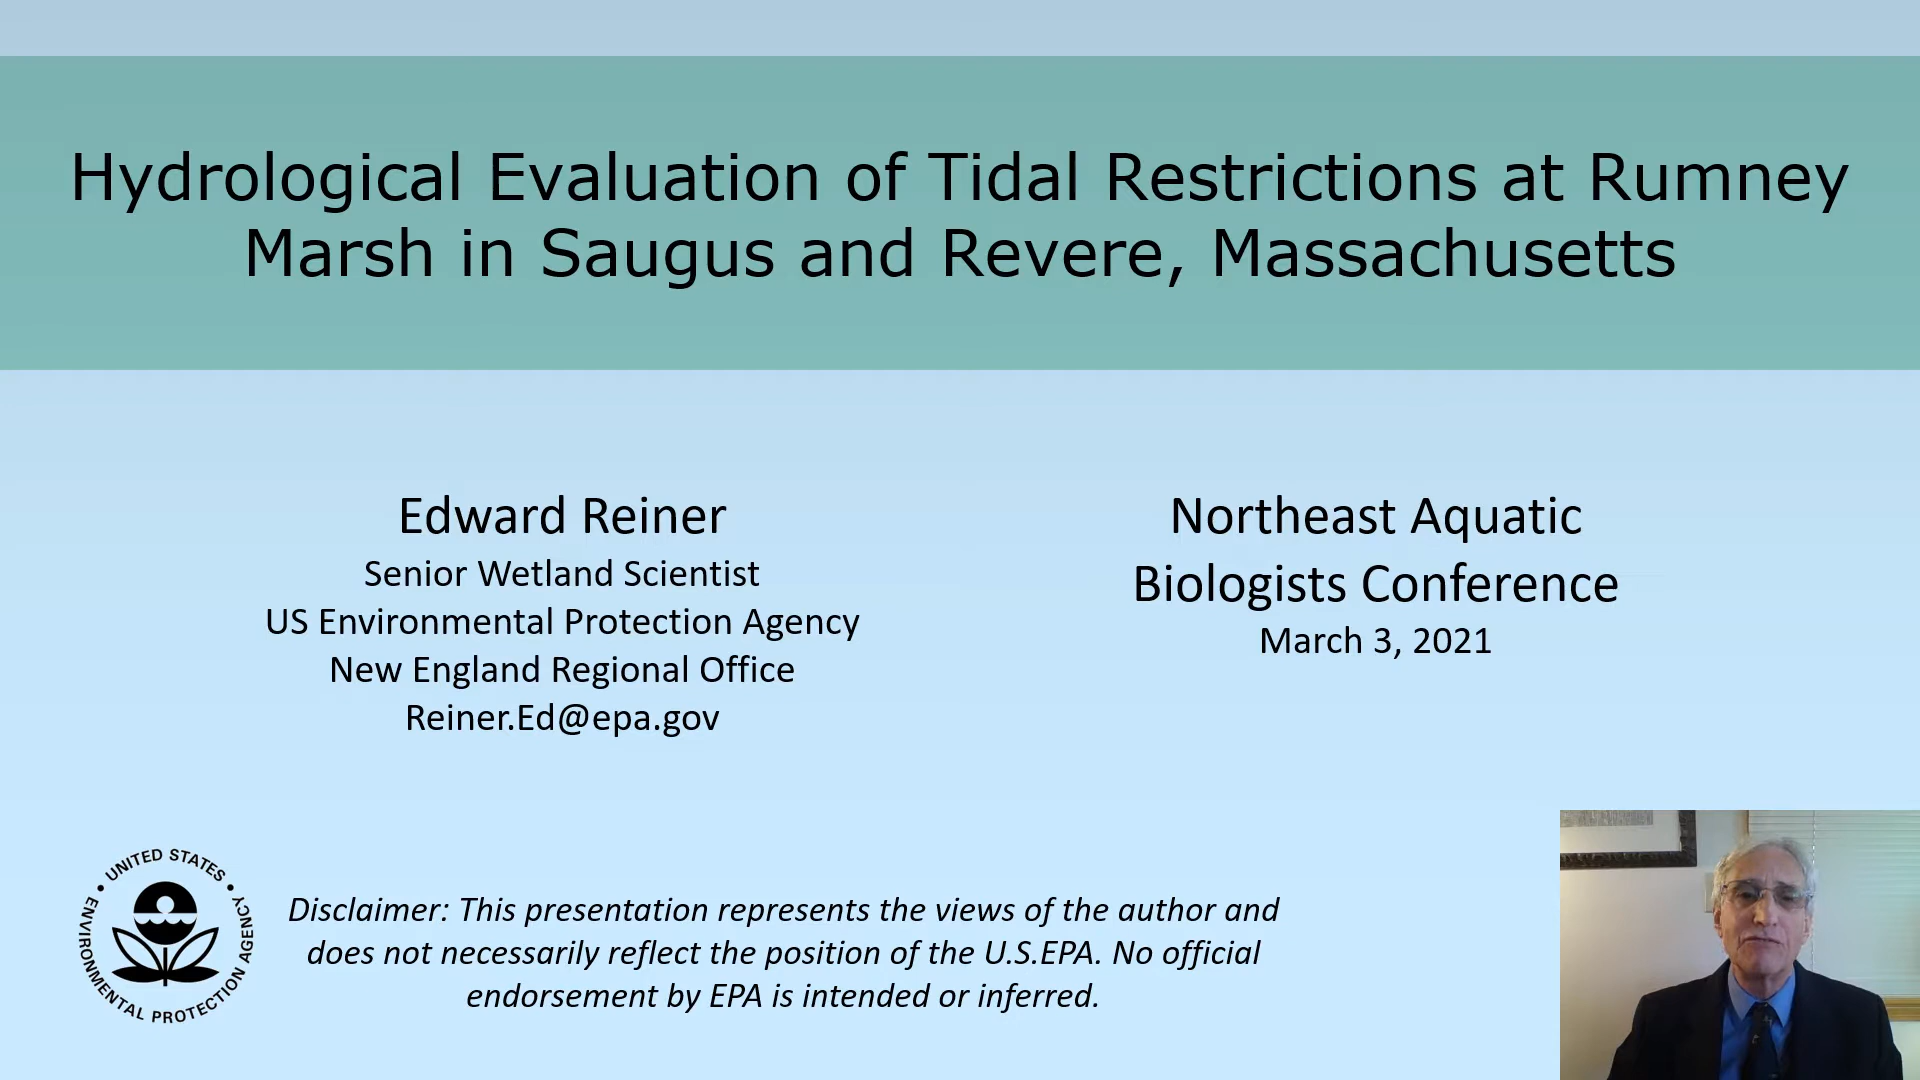 Hydrological Evaluation of Tidal Restrictions at Rumney
Marsh in Saugus and Revere, Massachusetts
Edward Reiner
Senior Wetland Scientist
US Environmental Protection Agency
New England Regional Office
Reiner.Ed@epa.gov
Northeast Aquatic
Biologists Conference
March 3, 2021
UNITED STATES • ENVIRONMENTAL PROTECTION AGENCY •
Disclaimer: This presentation represents the views of the author and
does not necessarily reflect the position of the U.S.EPA. No official
endorsement by EPA is intended or inferred.